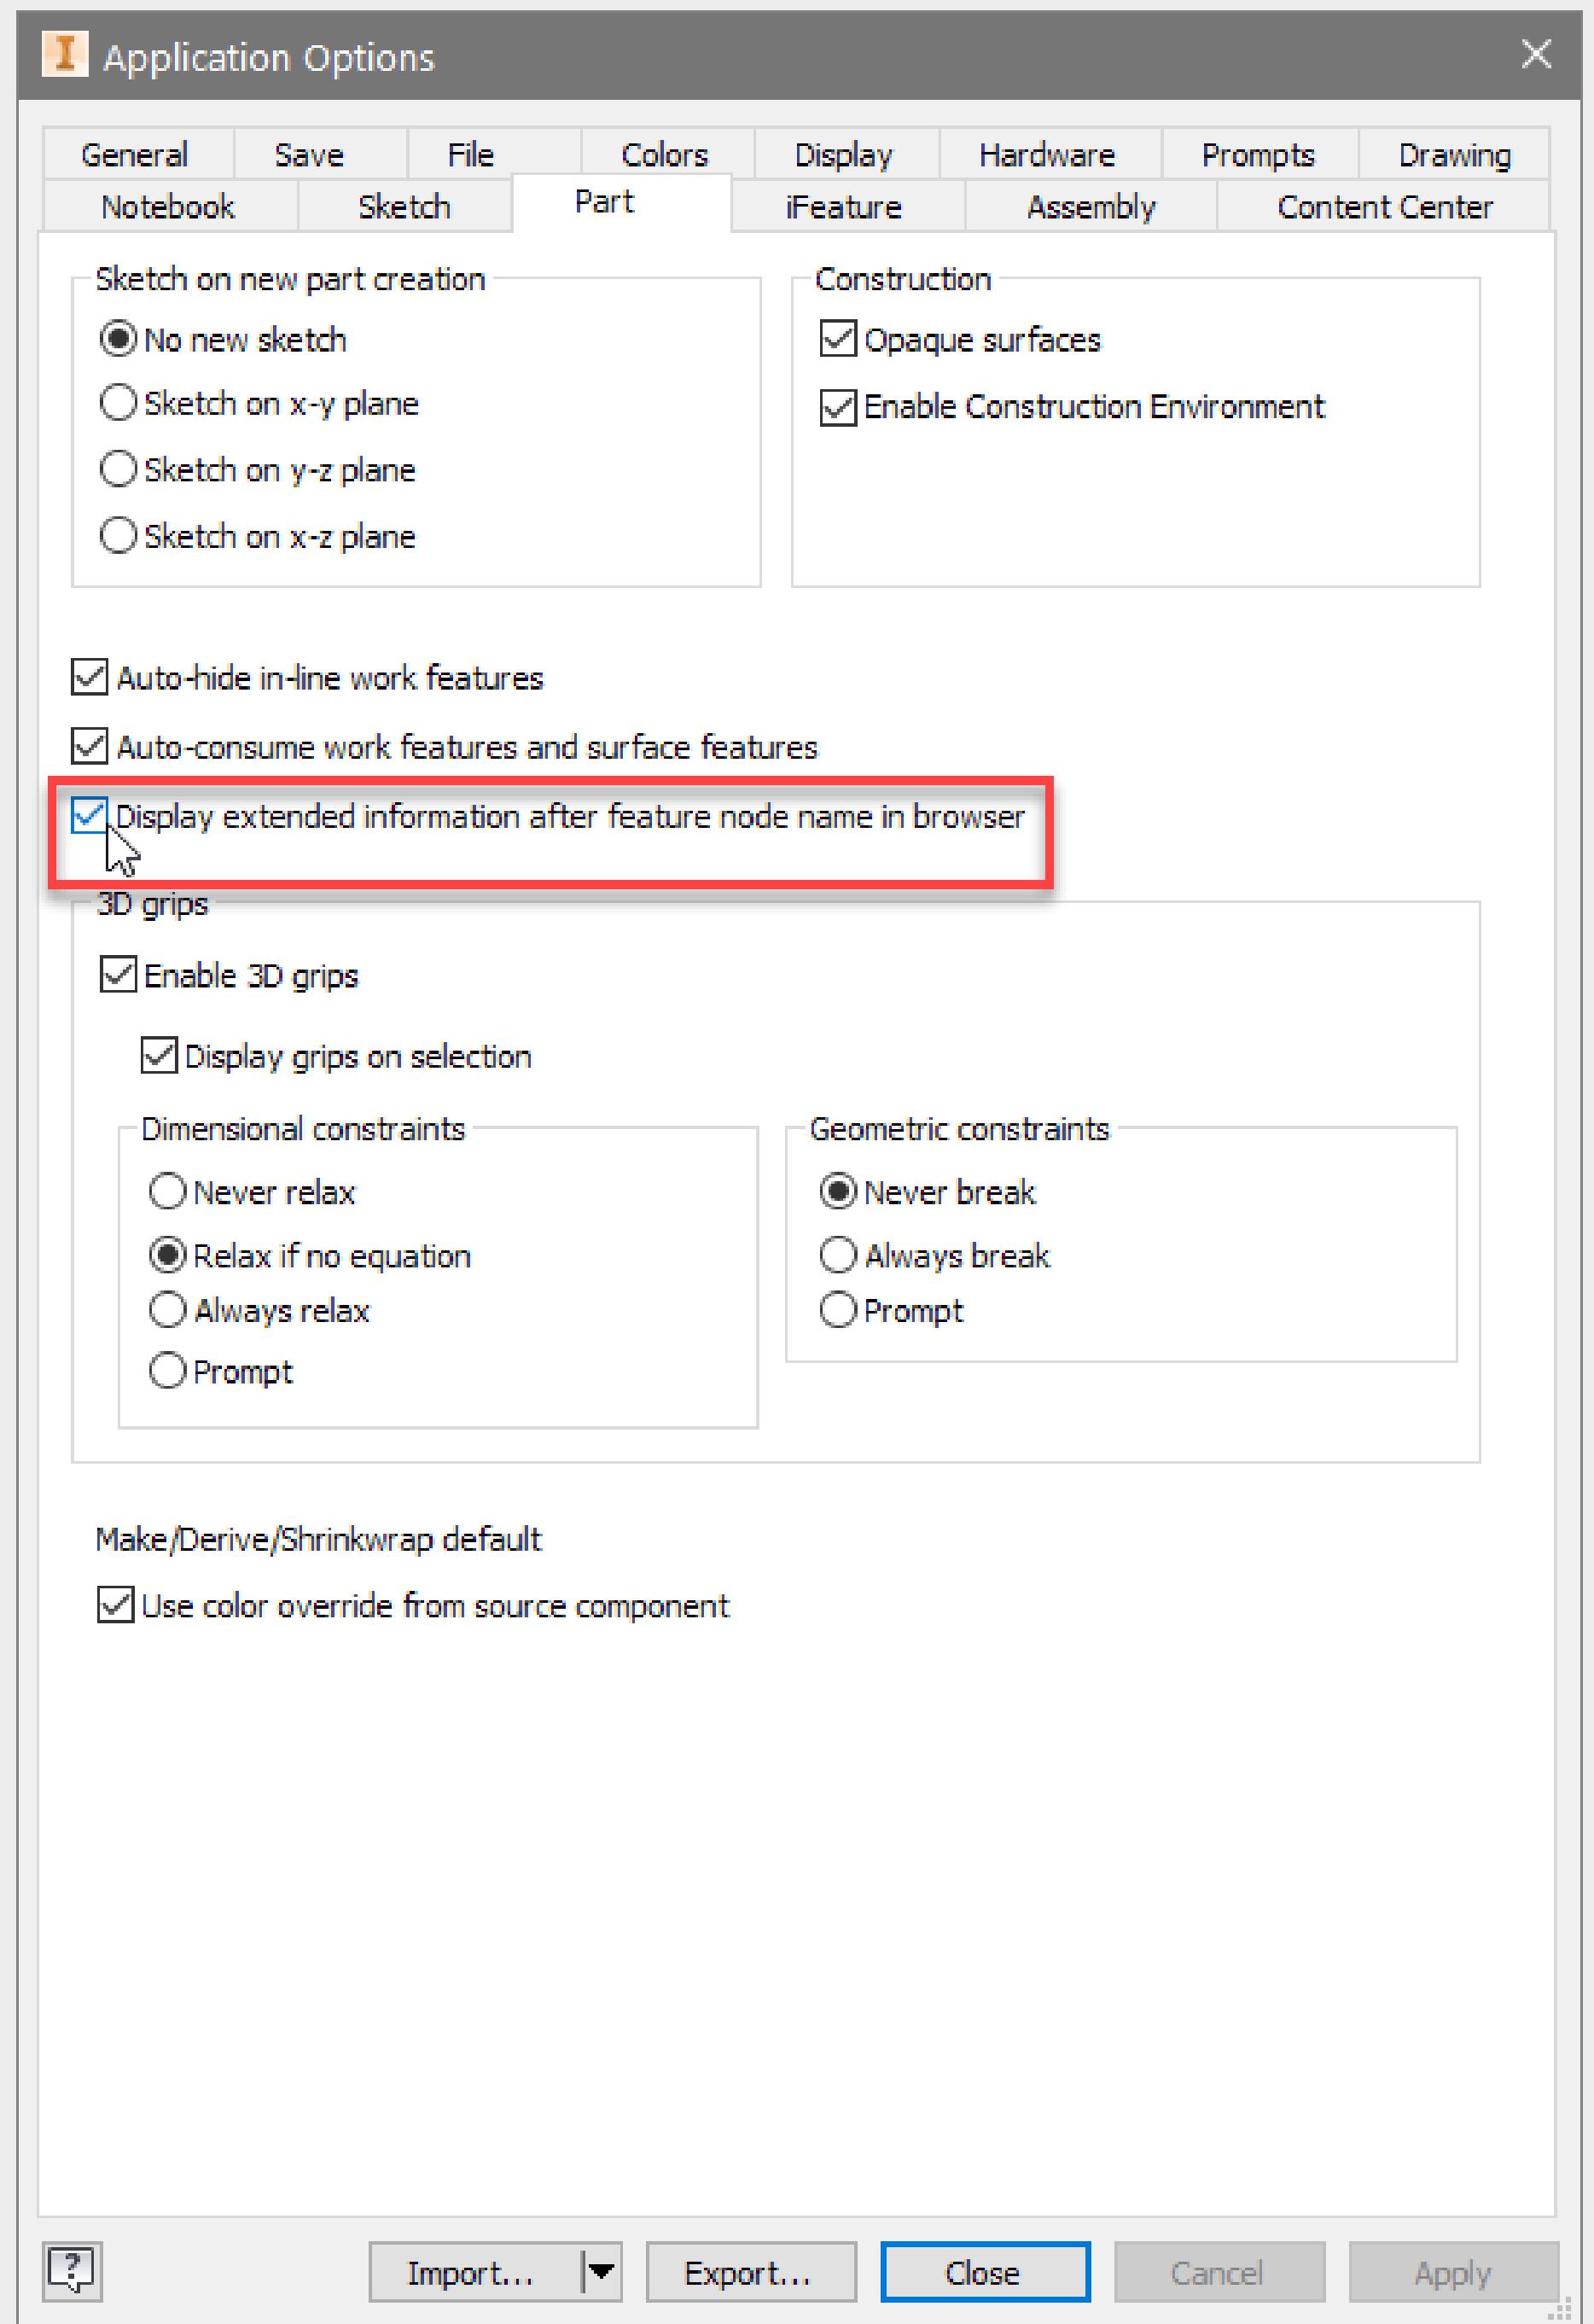 Application Options
General Save File Colors Display Hardware Prompts Drawing
Notebook Sketch Part iFeature Assembly Content Center
Sketch on new part creation
No new sketch
Sketch on x-y plane
Sketch on y-z plane
Sketch on x-z plane
Construction
Opaque surfaces
Enable Construction Environment
Auto-hide in-line work features
Auto-consume work features and surface features
Display extended information after feature node name in browser
3D grips
Enable 3D grips
Display grips on selection
Dimensional constraints
Never relax
Relax if no equation
Always relax
Prompt
Geometric constraints
Never break
Always break
Prompt
Make/Derive/Shrinkwrap default
Use color override from source component
? Import... Export... Close Cancel Apply